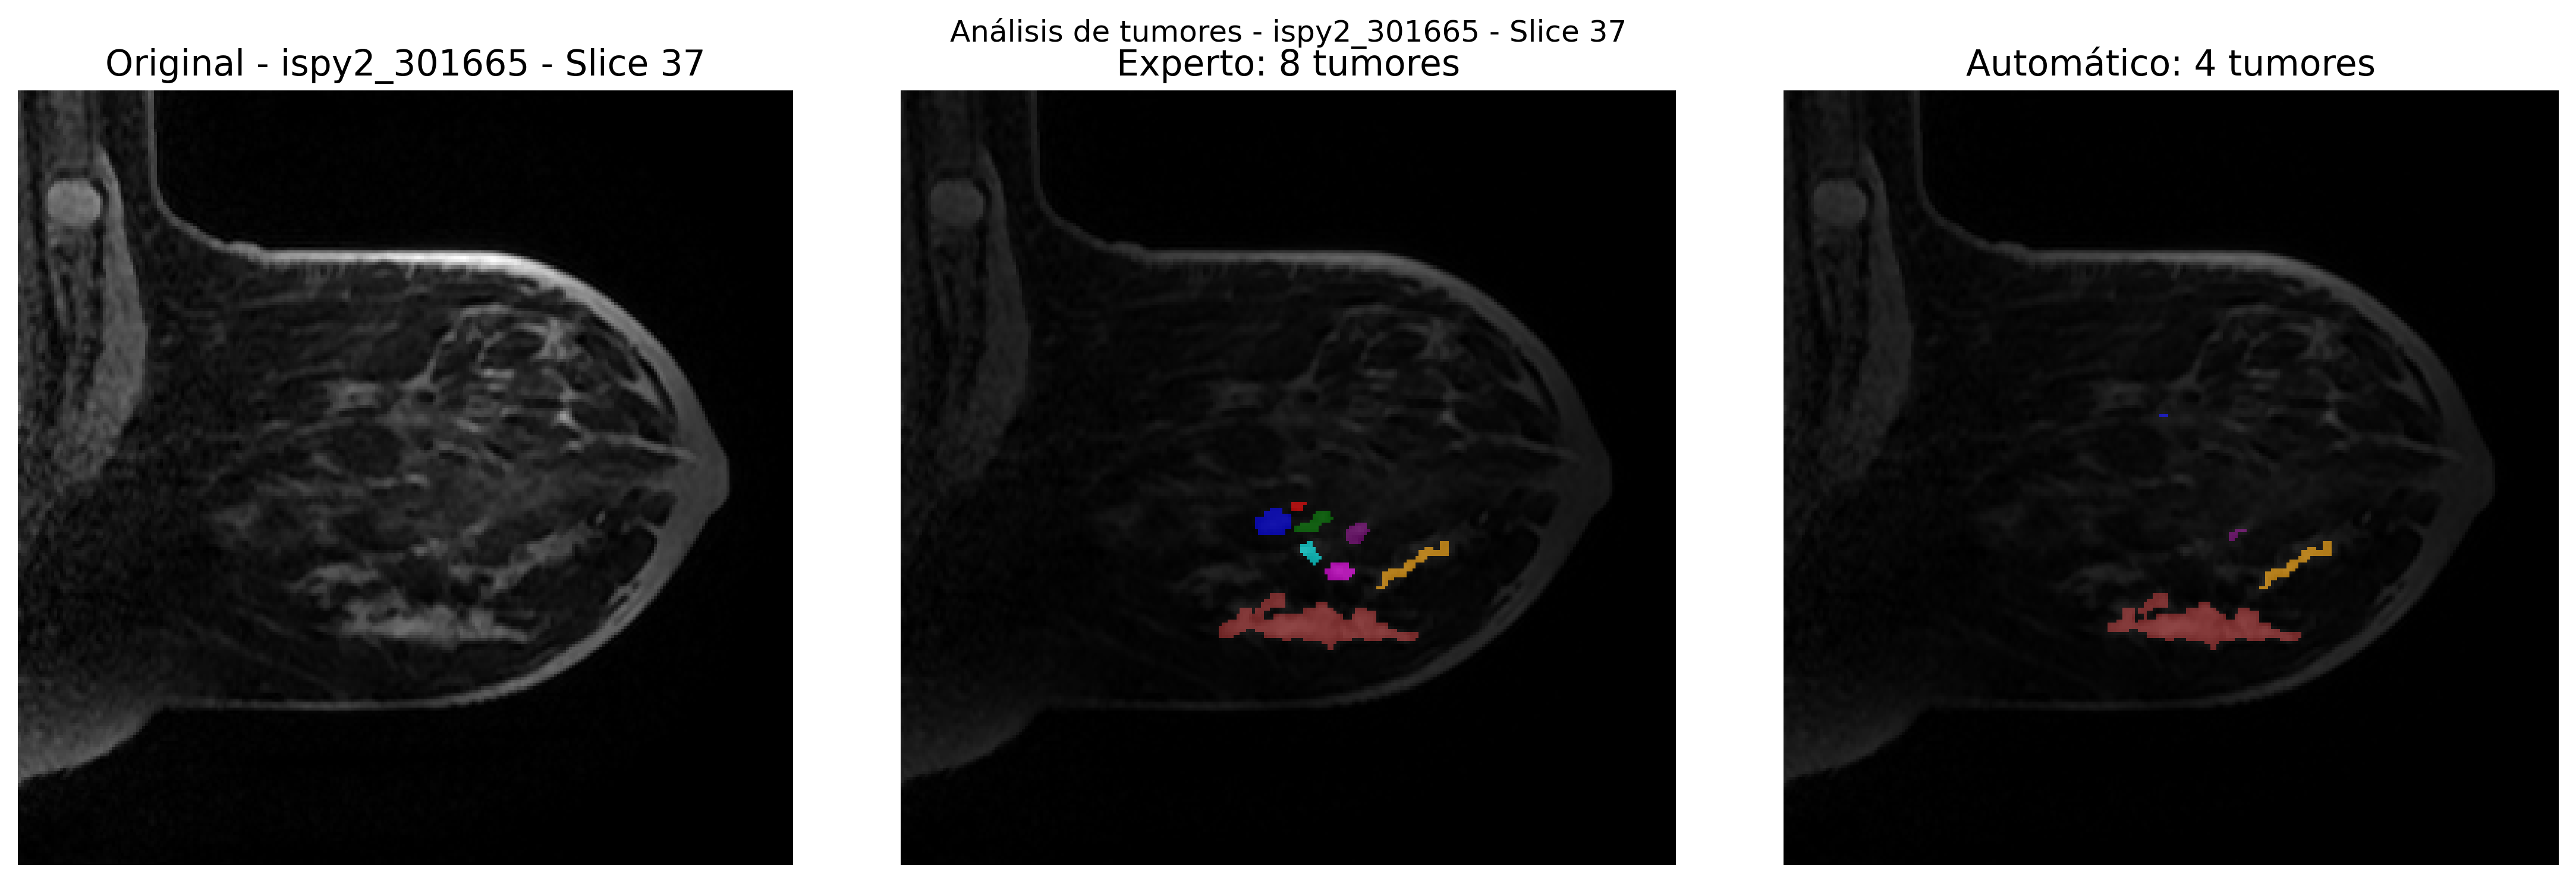 Análisis de tumores - ispy2_301665 - Slice 37
Original - ispy2_301665 - Slice 37
Experto: 8 tumores
Automático: 4 tumores